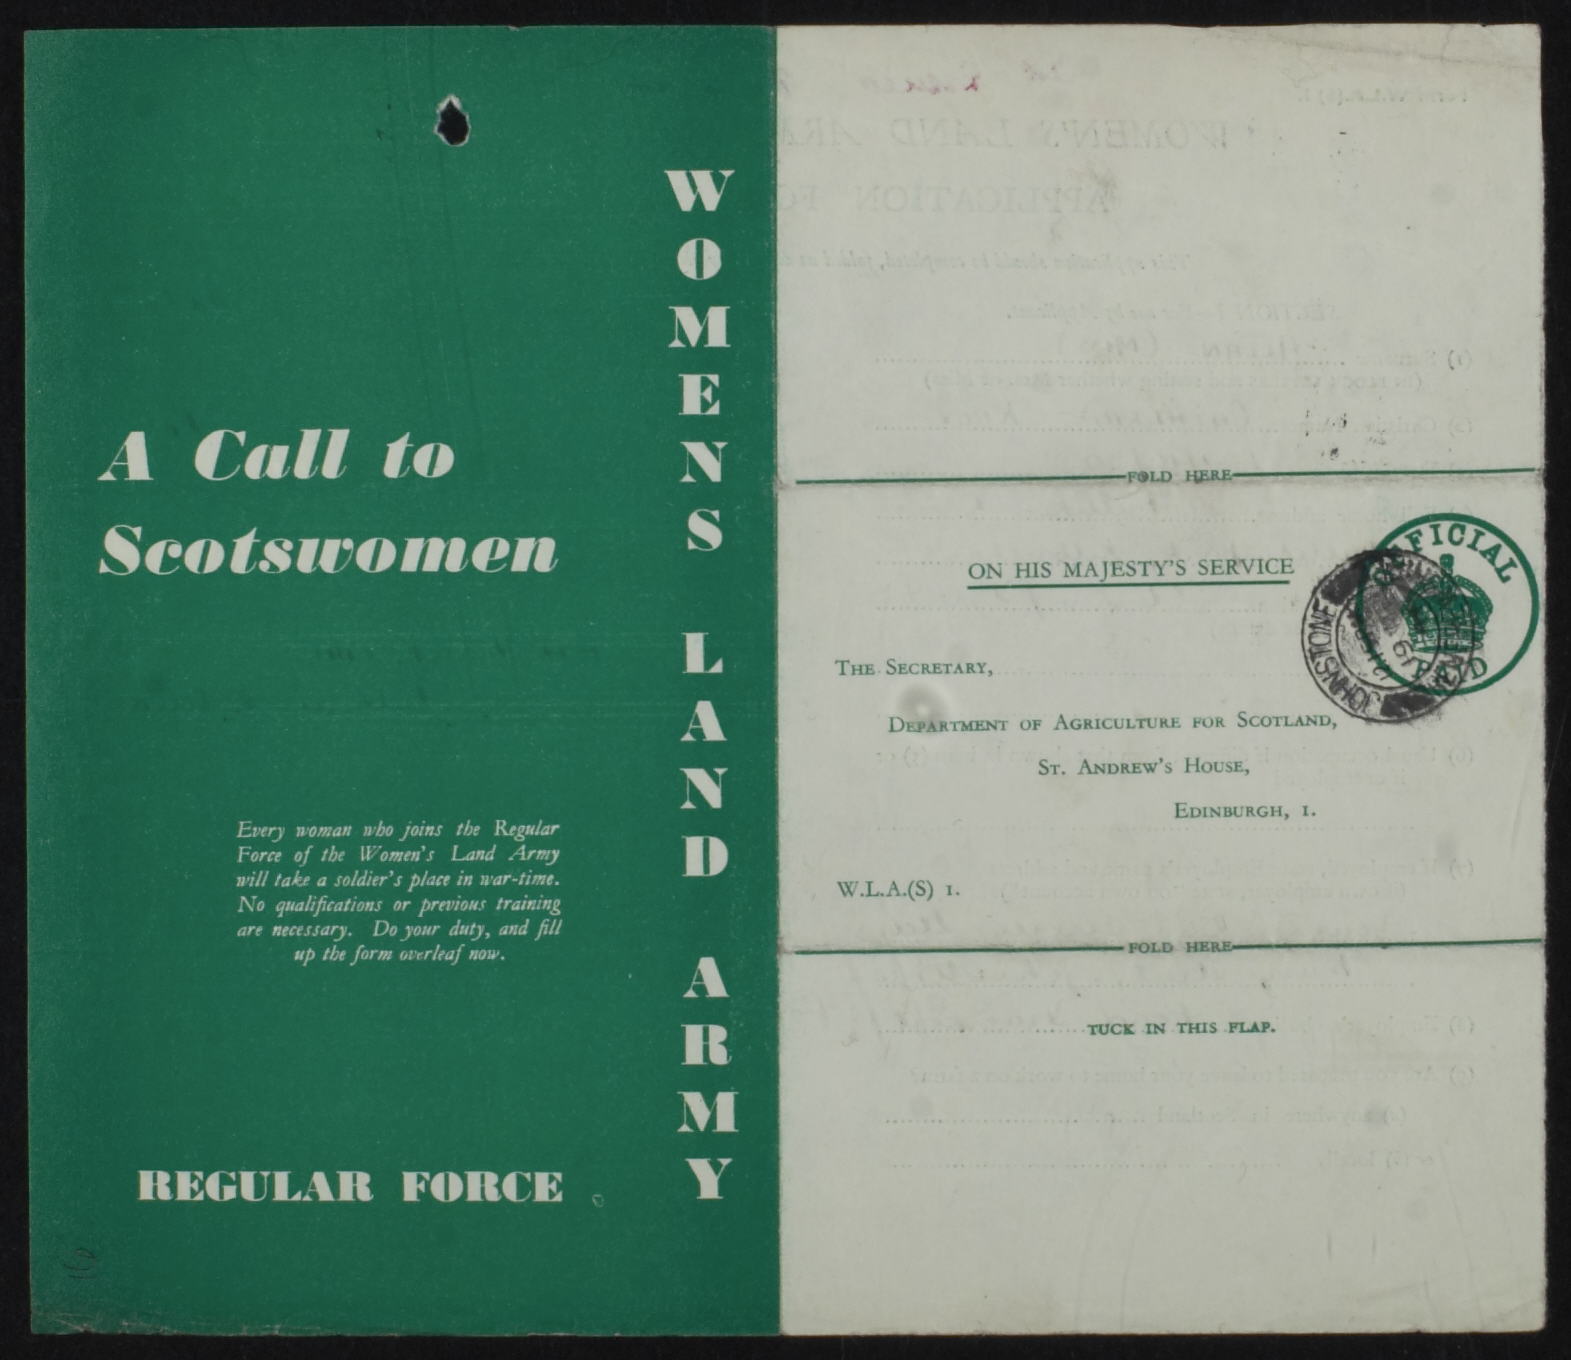 A Call to
Scotswomen
Every woman who joins the Regular
Force of the Women's Land Army
will take a soldier's place in war-time.
No qualifications or previous training
are necessary. Do your duty, and fill
up the form overleaf now.
REGULAR FORCE
WOMENS LAND ARMY
FOLD HERE
OFFICIAL
PAID
JOHNSTONE
ON HIS MAJESTY'S SERVICE
THE SECRETARY,
DEPARTMENT OF AGRICULTURE FOR SCOTLAND,
ST. ANDREW'S HOUSE,
EDINBURGH, 1.
W.L.A.(S) 1.
FOLD HERE
TUCK IN THIS FLAP.